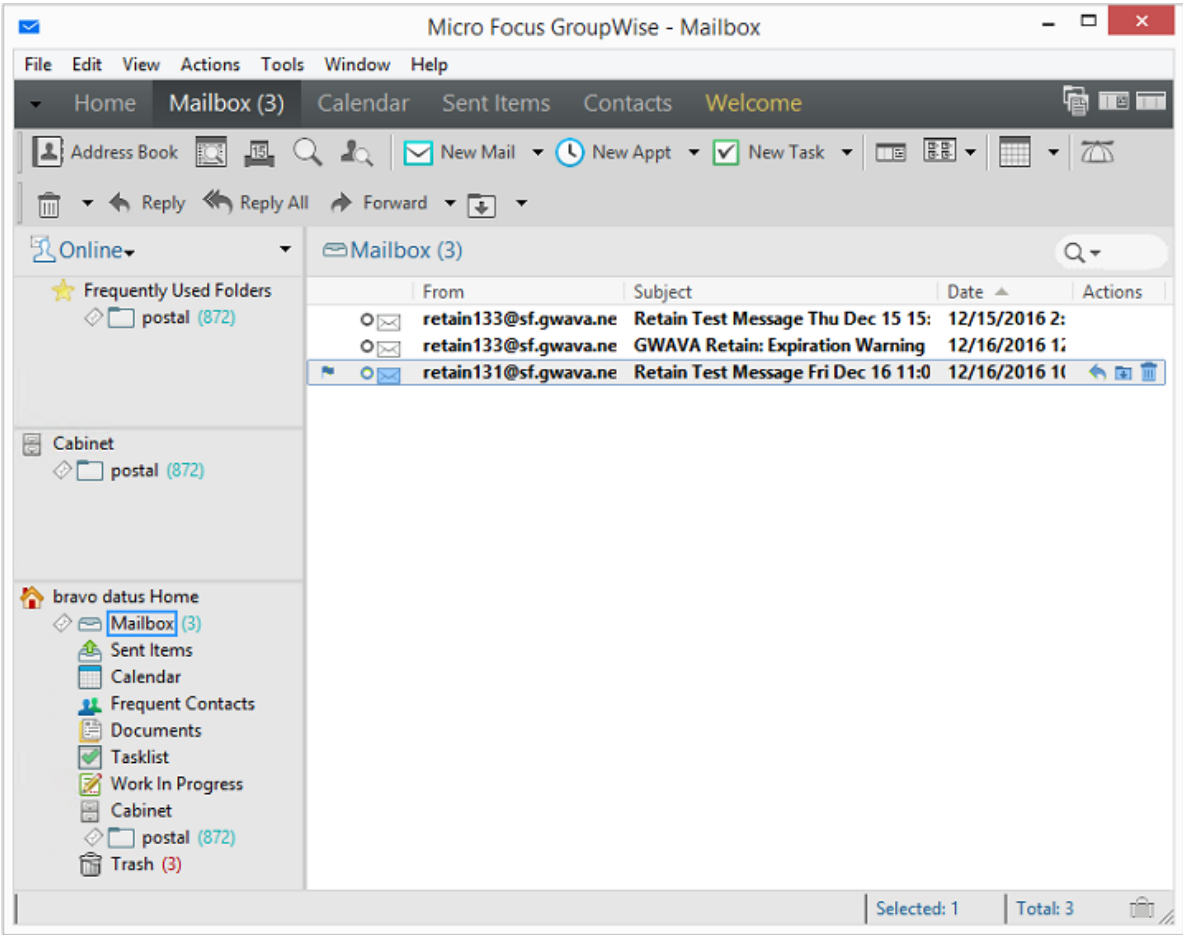 Micro Focus GroupWise - Mailbox
File Edit View Actions Tools Window Help
Home Mailbox (3) Calendar Sent Items Contacts Welcome
Address Book 15 New Mail New Appt New Task
Reply Reply All Forward
Online Mailbox (3)
Frequently Used Folders
postal (872)
From Subject Date Actions
retain133@sf.gwava.ne Retain Test Message Thu Dec 15 15: 12/15/2016 2:
retain133@sf.gwava.ne GWAVA Retain: Expiration Warning 12/16/2016 12
retain131@sf.gwava.ne Retain Test Message Fri Dec 16 11:0 12/16/2016 10
Cabinet
postal (872)
bravo datus Home
Mailbox (3)
Sent Items
Calendar
Frequent Contacts
Documents
Tasklist
Work In Progress
Cabinet
postal (872)
Trash (3)
Selected: 1 Total: 3